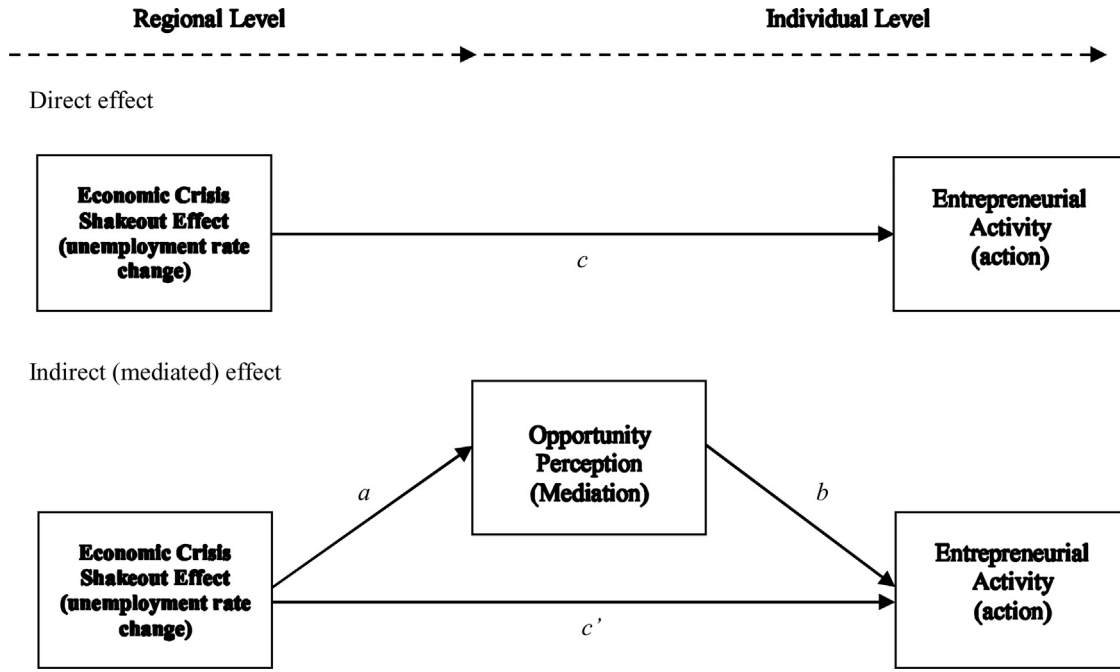 Regional Level
Individual Level
Direct effect
Economic Crisis
Shakeout Effect
(unemployment rate
change)
c
Entrepreneurial
Activity
(action)
Indirect (mediated) effect
Opportunity
Perception
(Mediation)
a
b
Economic Crisis
Shakeout Effect
(unemployment rate
change)
c’
Entrepreneurial
Activity
(action)